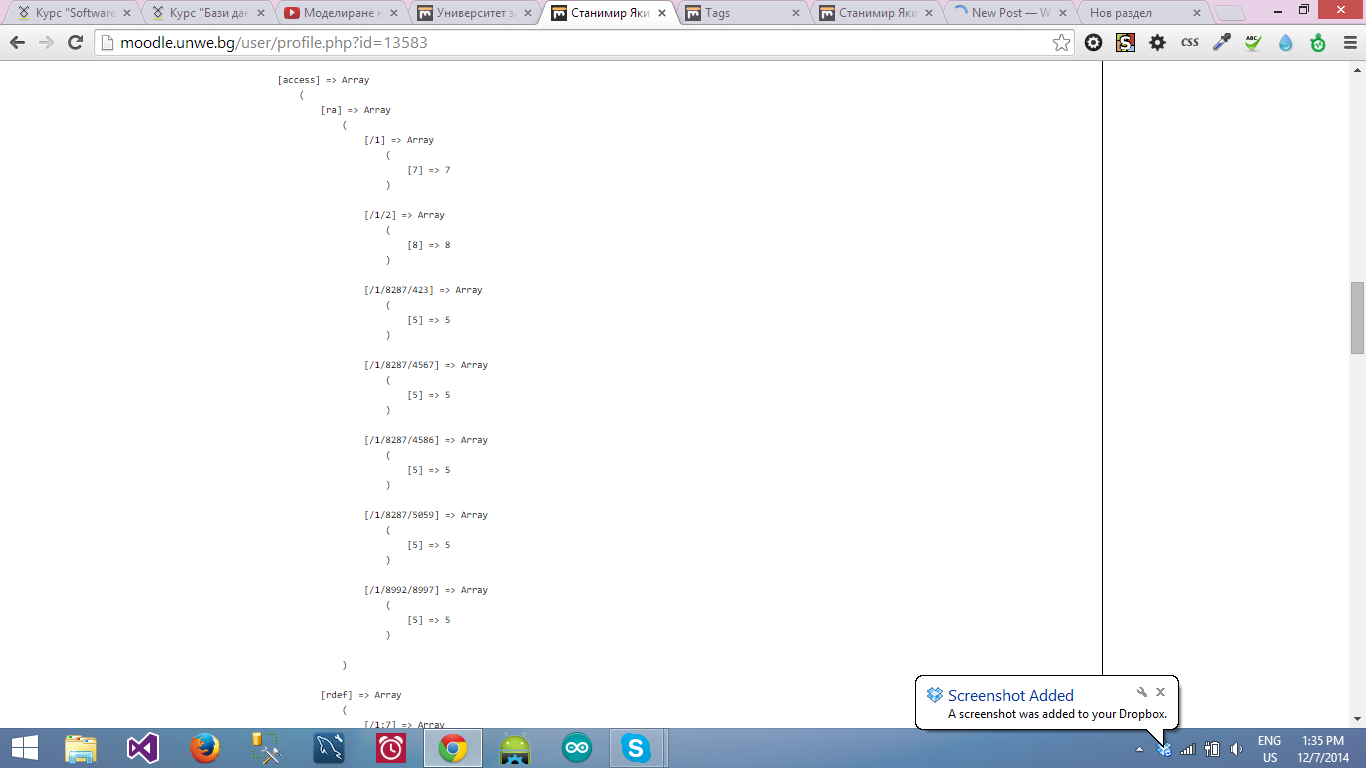 Курс "Software
Курс "Бази дан
Моделиране н
Университет за
Станимир Яки
Tags
Станимир Яки
New Post — W
Нов раздел
moodle.unwe.bg/user/profile.php?id=13583
ABC
CSS
[access] => Array
(
[ra] => Array
(
[/1] => Array
(
[7] => 7
)
[/1/2] => Array
(
[8] => 8
)
[/1/8287/423] => Array
(
[5] => 5
)
[/1/8287/4567] => Array
(
[5] => 5
)
[/1/8287/4586] => Array
(
[5] => 5
)
[/1/8287/5059] => Array
(
[5] => 5
)
[/1/8992/8997] => Array
(
[5] => 5
)
)
[rdef] => Array
(
[/1:7] => Array
Screenshot Added
A screenshot was added to your Dropbox.
ENG
US
1:35 PM
12/7/2014